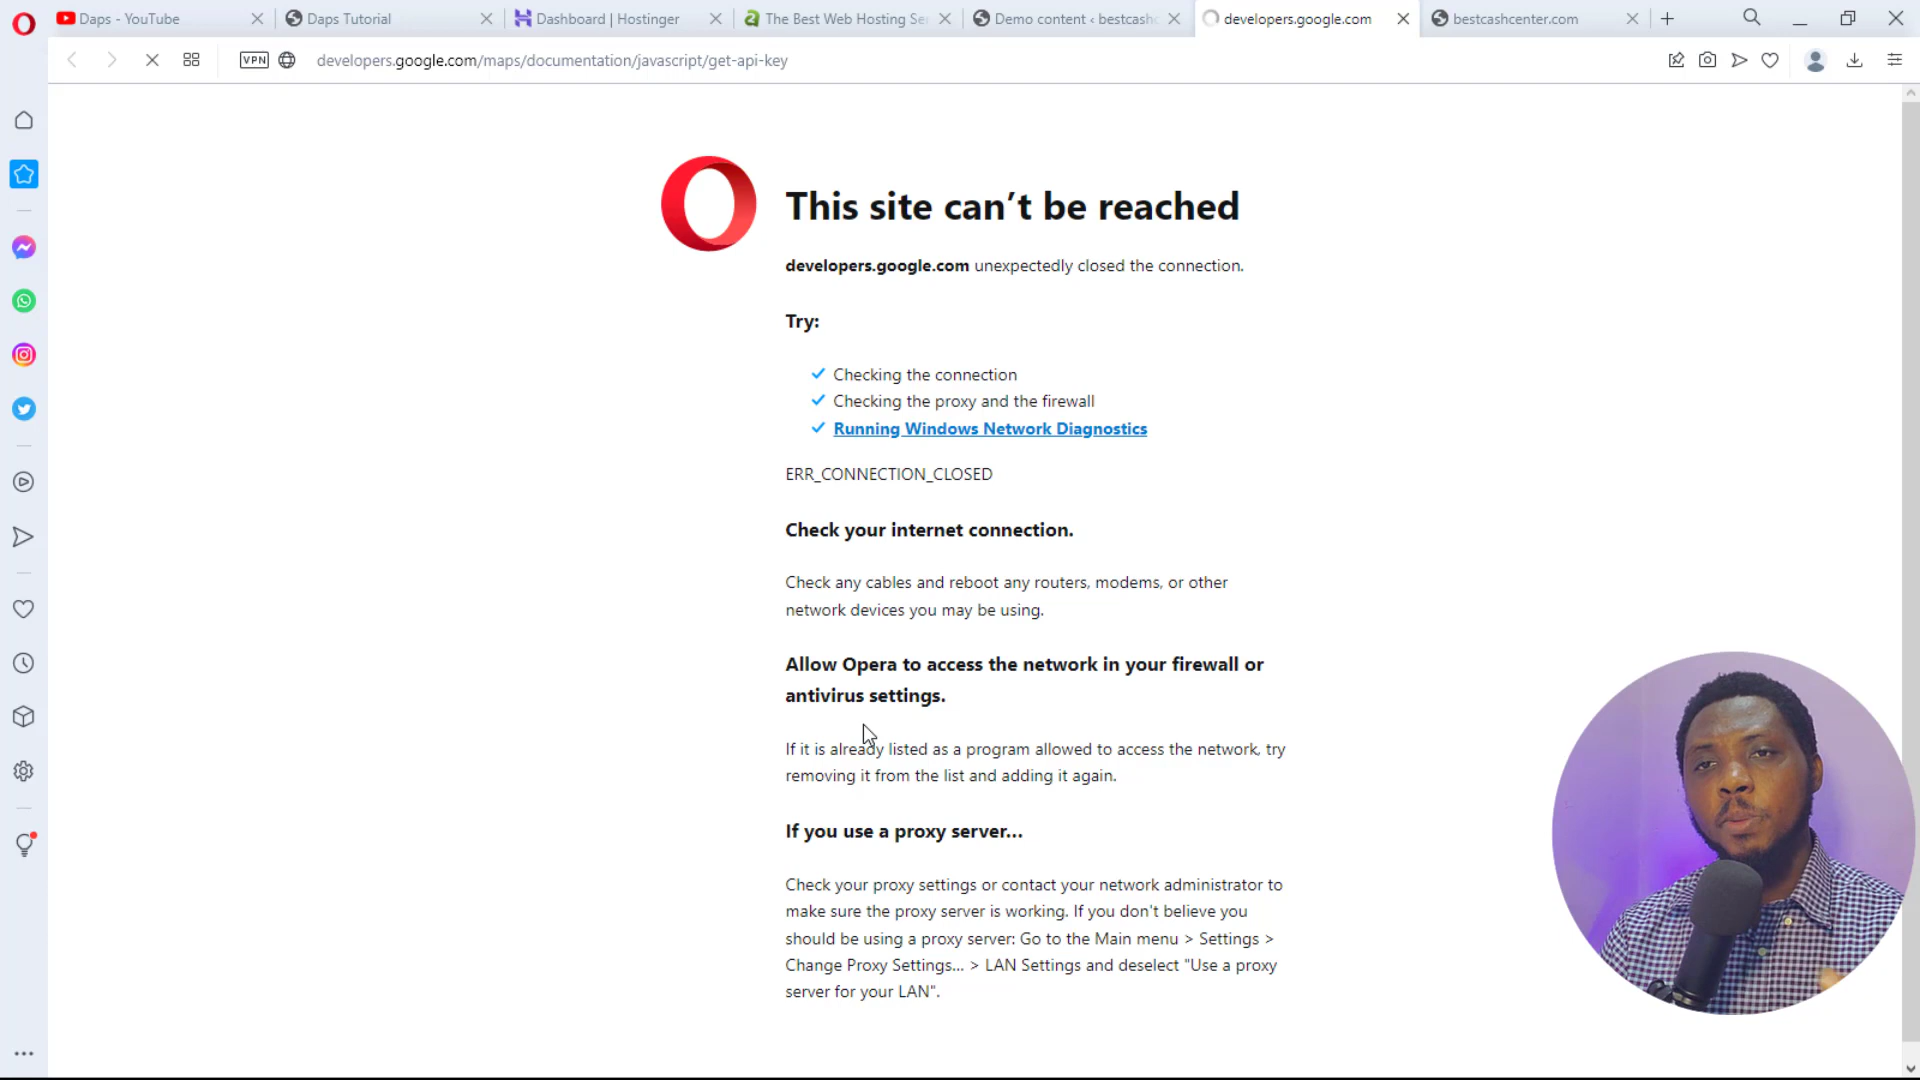 Daps - YouTube
Daps Tutorial
Dashboard | Hostinger
The Best Web Hosting Se
Demo content ‹ bestcashc
developers.google.com
bestcashcenter.com
VPN
developers.google.com/maps/documentation/javascript/get-api-key
This site can’t be reached
developers.google.com unexpectedly closed the connection.
Try:
Checking the connection
Checking the proxy and the firewall
Running Windows Network Diagnostics
ERR_CONNECTION_CLOSED
Check your internet connection.
Check any cables and reboot any routers, modems, or other
network devices you may be using.
Allow Opera to access the network in your firewall or
antivirus settings.
If it is already listed as a program allowed to access the network, try
removing it from the list and adding it again.
If you use a proxy server…
Check your proxy settings or contact your network administrator to
make sure the proxy server is working. If you don't believe you
should be using a proxy server: Go to the Main menu > Settings >
Change Proxy Settings… > LAN Settings and deselect "Use a proxy
server for your LAN".